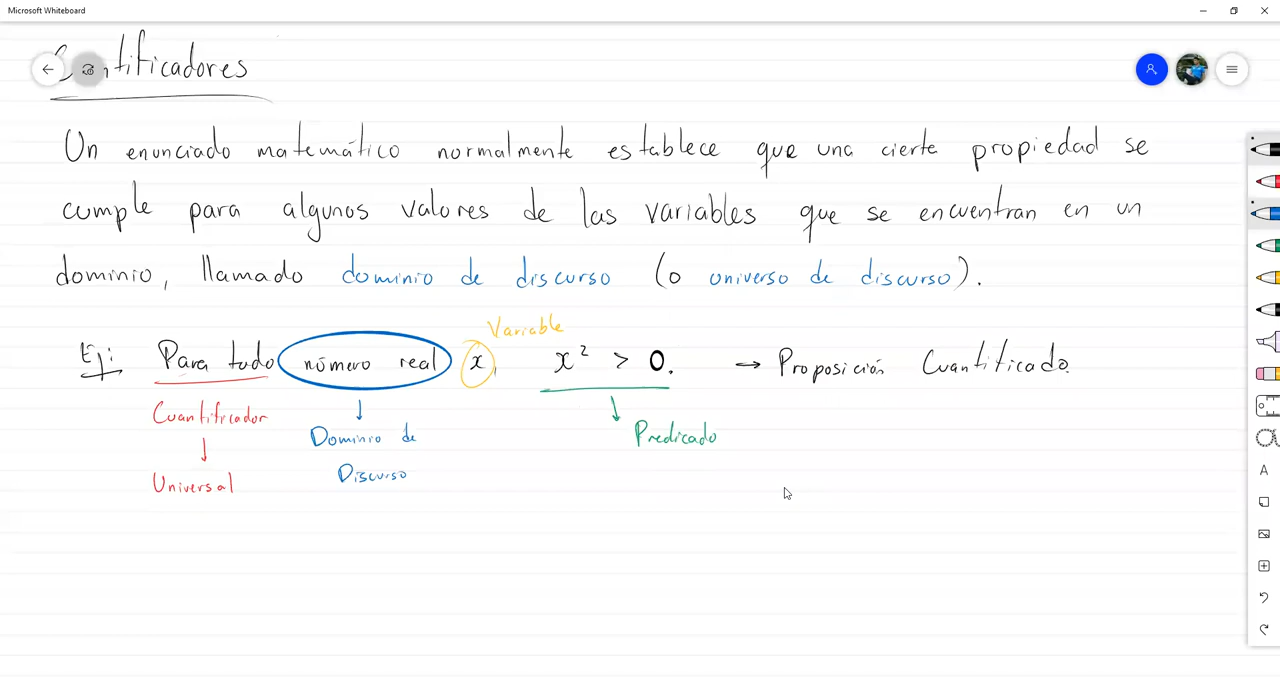 Microsoft Whiteboard
Cuantificadores
Un enunciado matemático normalmente establece que una cierta propiedad se
cumple para algunos valores de las variables que se encuentran en un
dominio, llamado dominio de discurso (o universo de discurso).
Variable
Ej: Para todo número real x, x² > 0. → Proposición Cuantificada.
Cuantificador ↓ ↓ Predicado
↓ Dominio de
Universal Discurso
A